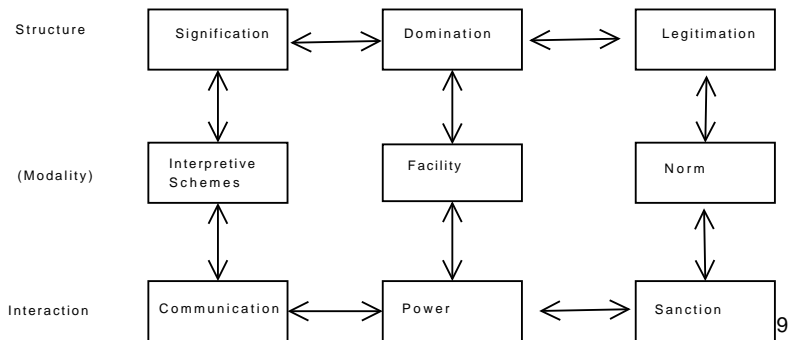 Structure
Signification
Domination
Legitimation
(Modality)
Interpretive
Schemes
Facility
Norm
Interaction
Communication
Power
Sanction
9